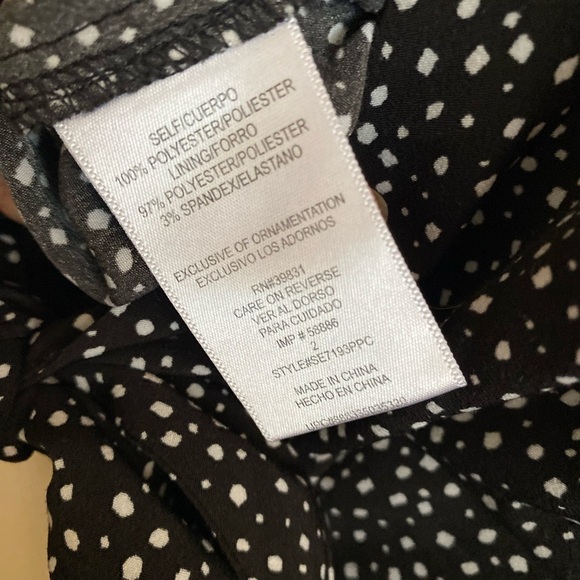 SELF/CUERPO
100% POLYESTER/POLIESTER
LINING/FORRO
97% POLYESTER/POLIESTER
3% SPANDEX/ELASTANO
EXCLUSIVE OF ORNAMENTATION
EXCLUSIVO LOS ADORNOS
RN#39831
CARE ON REVERSE
VER AL DORSO
PARA CUIDADO
IMP # 58886
2
STYLE#SE7193PPC
MADE IN CHINA
HECHO EN CHINA